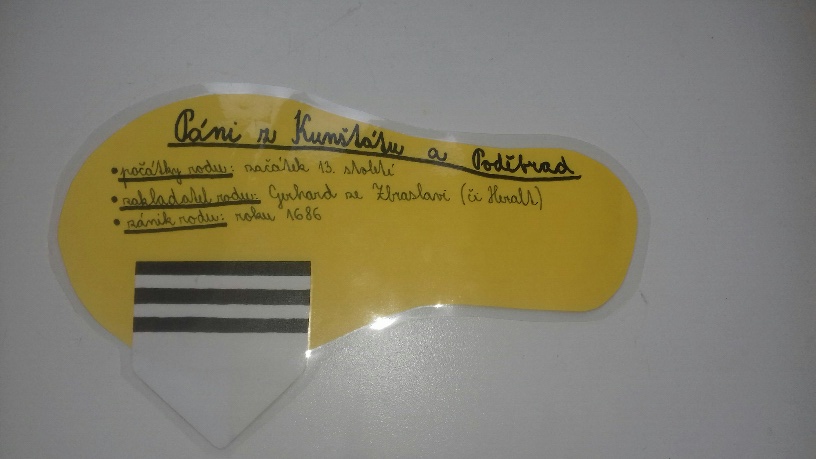 Páni z Kunštátu a Poděbrad
• počátky rodu: začátek 13. století
• zakladatel rodu: Gerhard ze Zbraslavi (či Heralt)
• zánik rodu: roku 1686